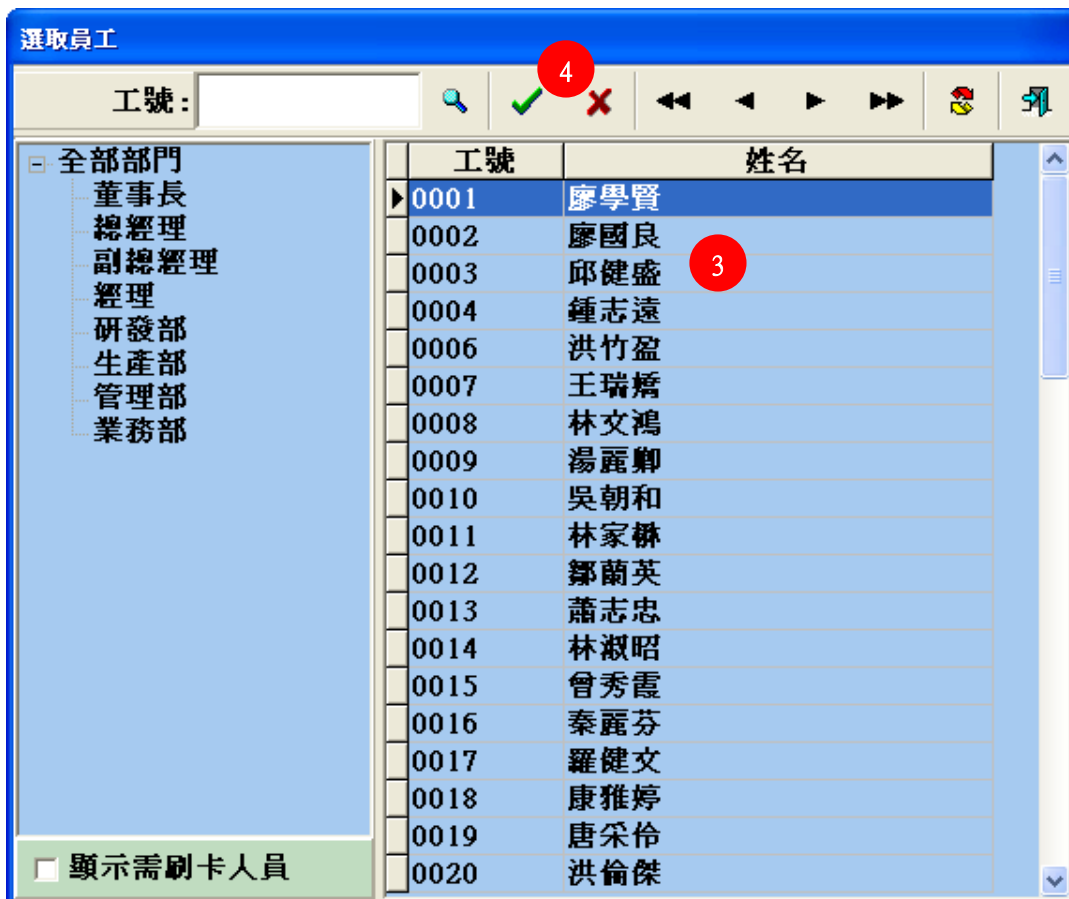 選取員工
工號:
4
全部部門
董事長
總經理
副總經理
經理
研發部
生產部
管理部
業務部
顯示需刷卡人員
工號 姓名
0001 廖學賢
0002 廖國良
3
0003 邱健盛
0004 鍾志遠
0006 洪竹盈
0007 王瑞嬌
0008 林文鴻
0009 湯麗卿
0010 吳朝和
0011 林家
0012 鄒蘭英
0013 蕭志忠
0014 林淑昭
0015 曾秀霞
0016 秦麗芬
0017 羅健文
0018 康雅婷
0019 唐采伶
0020 洪倫傑